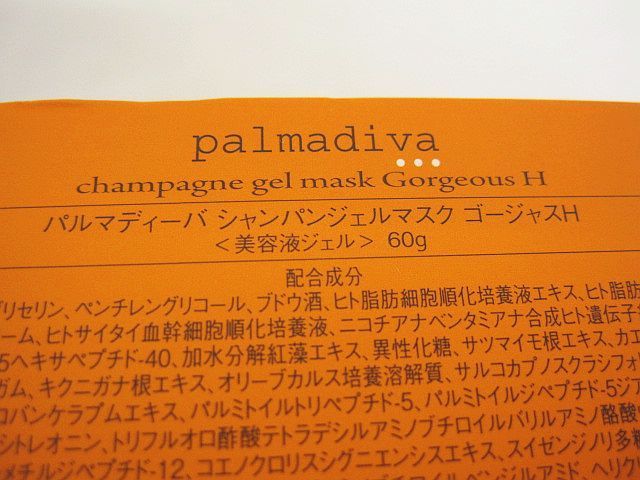 palmadiva
champagne gel mask Gorgeous H
パルマディーバ シャンパンジェルマスク ゴージャスH
＜美容液ジェル＞ 60g
配合成分
グリセリン、ペンチレングリコール、ブドウ酒、ヒト脂肪細胞順化培養液エキス、ヒト脂肪
ーム、ヒトサイタイ血幹細胞順化培養液、ニコチアナベンタミアナ合成ヒト遺伝子
5ヘキサペプチド-40、加水分解紅藻エキス、異性化糖、サツマイモ根エキス、カエ
ガム、キクニガナ根エキス、オリーブカルス培養溶解質、サルコカプノスクラシフォ
コバンケラブムエキス、パルミトイルトリペプチド-5、パルミトイルジペプチド-5ジア
シトレオニン、トリフルオロ酢酸テトラデシルアミノブチロイルバリルアミノ酪酸
メチルジペプチド-12、コエノクロリスシグニエンシスエキス、スイゼンジノリ多糖
ベンジルアミド、ヘリク